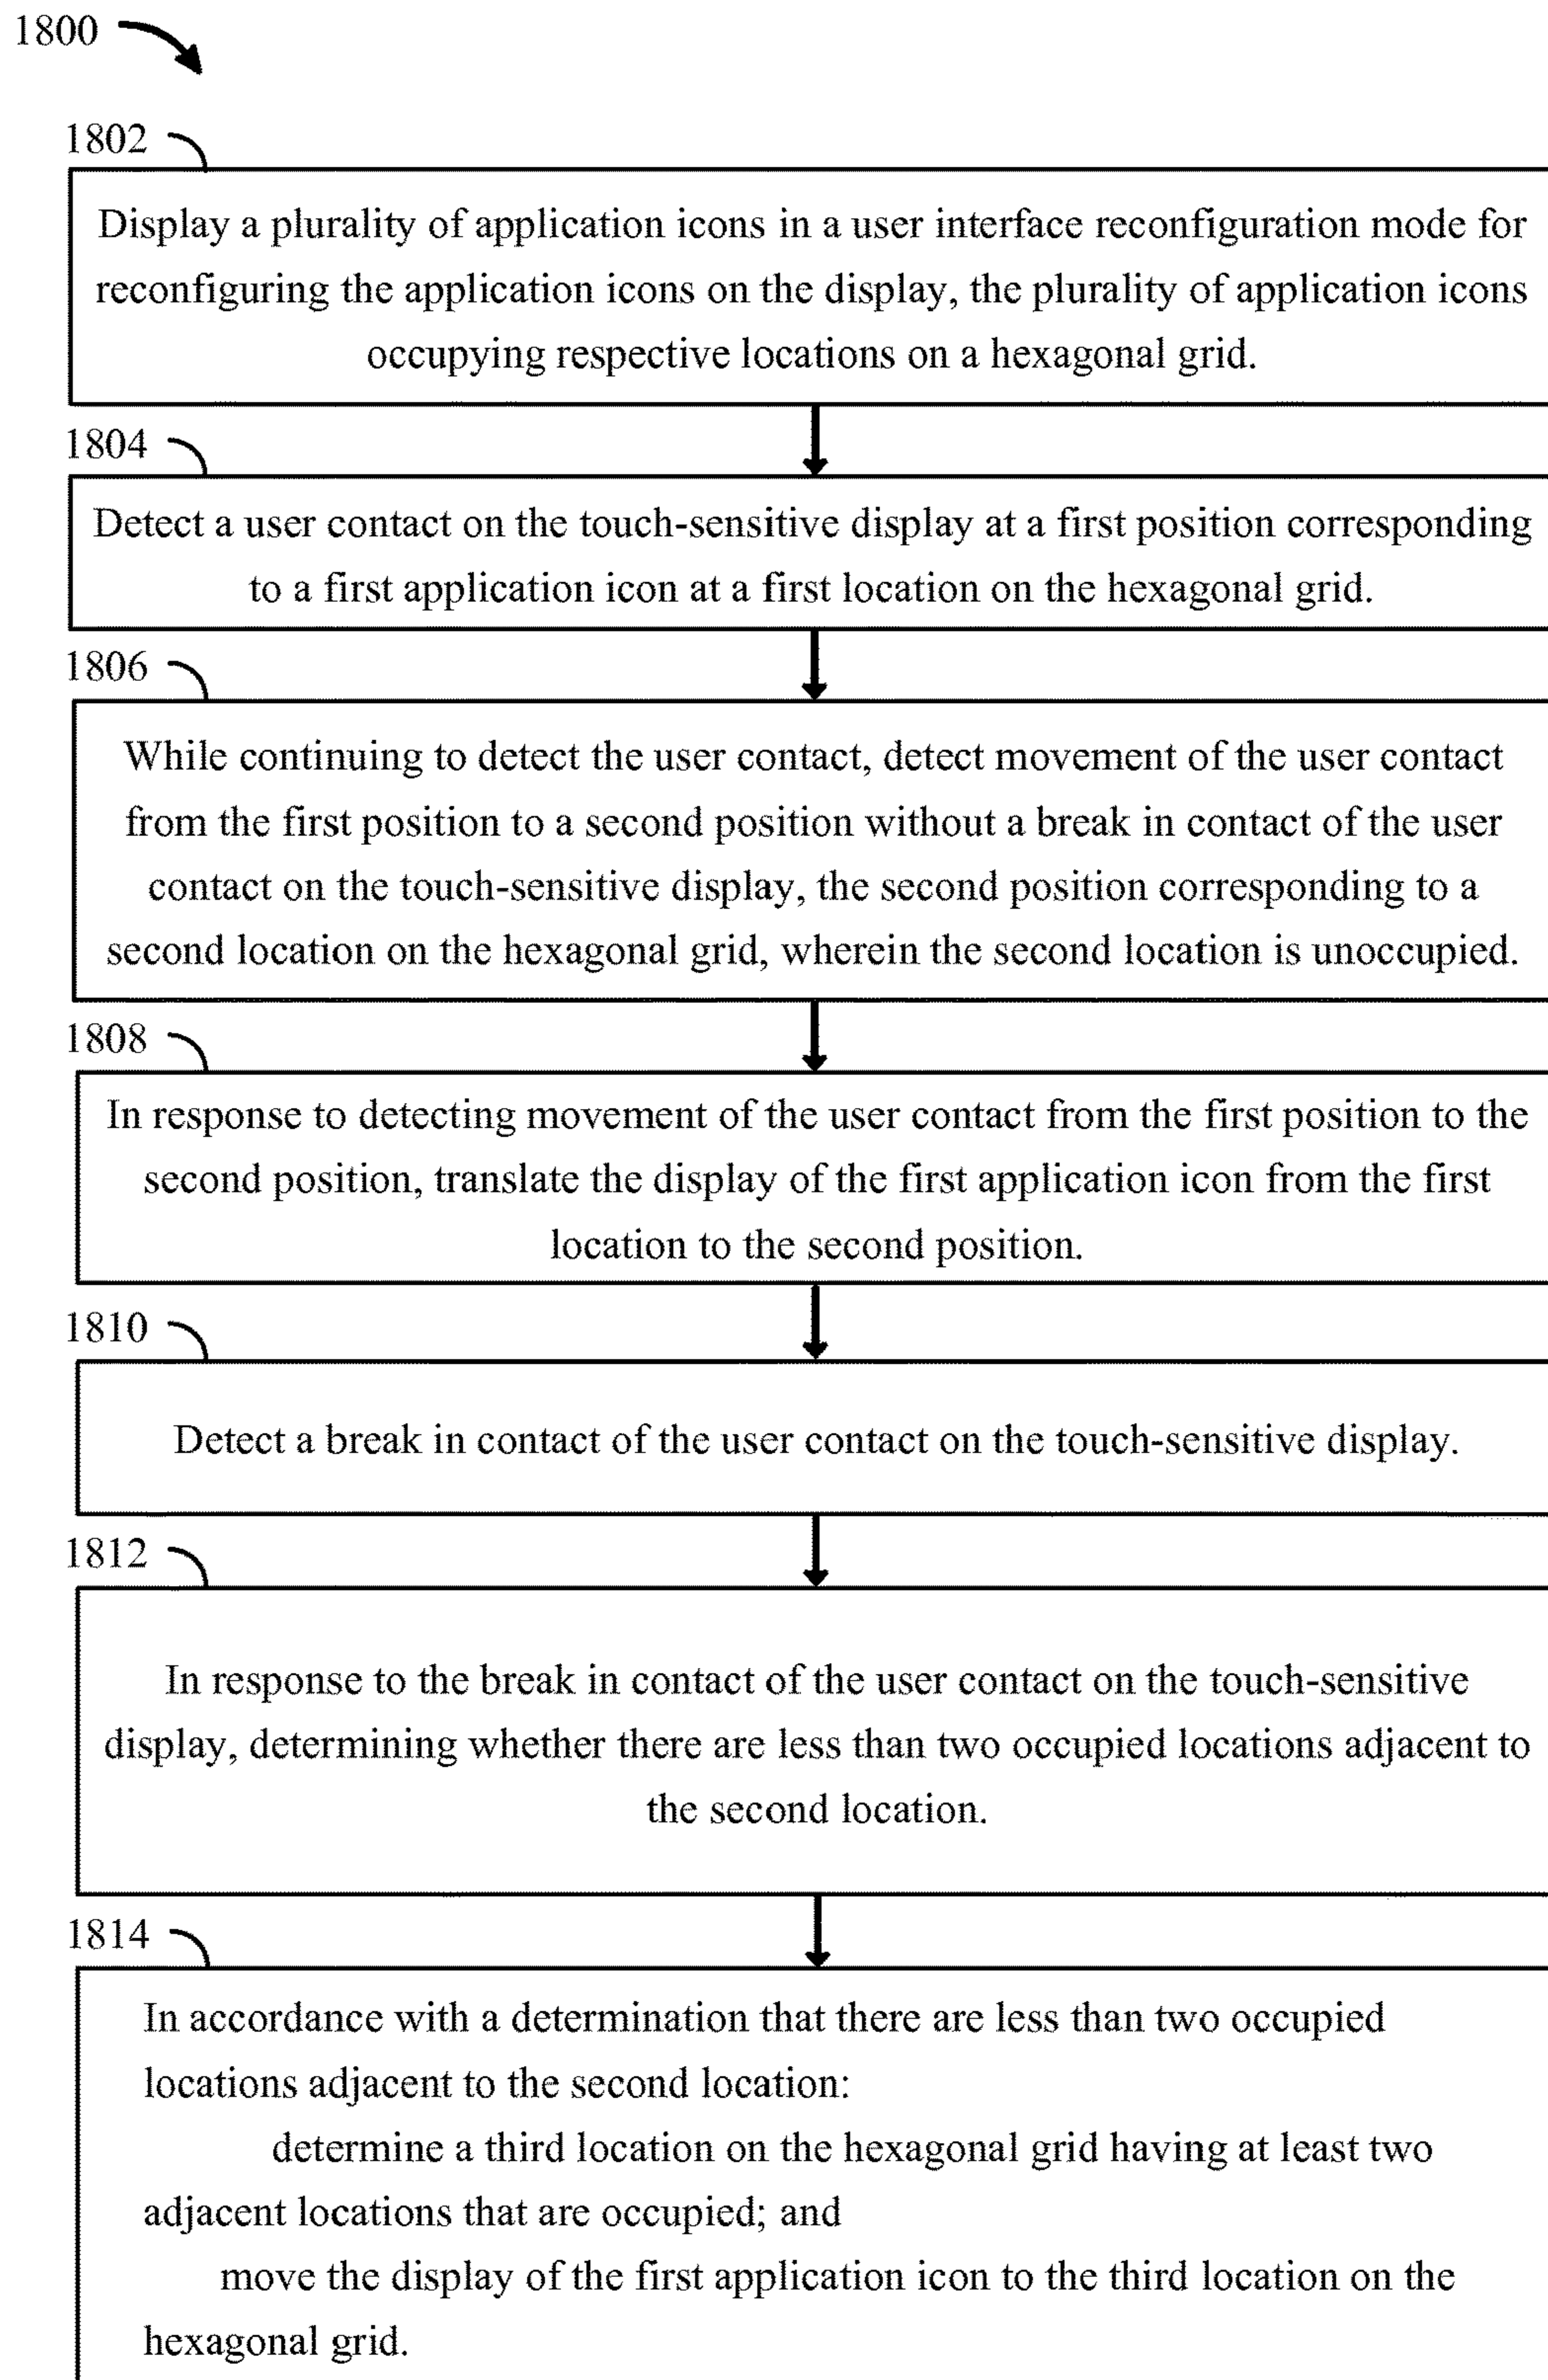 1800
1802
Display a plurality of application icons in a user interface reconfiguration mode for
reconfiguring the application icons on the display, the plurality of application icons
occupying respective locations on a hexagonal grid.
1804
Detect a user contact on the touch-sensitive display at a first position corresponding
to a first application icon at a first location on the hexagonal grid.
1806
While continuing to detect the user contact, detect movement of the user contact
from the first position to a second position without a break in contact of the user
contact on the touch-sensitive display, the second position corresponding to a
second location on the hexagonal grid, wherein the second location is unoccupied.
1808
In response to detecting movement of the user contact from the first position to the
second position, translate the display of the first application icon from the first
location to the second position.
1810
Detect a break in contact of the user contact on the touch-sensitive display.
1812
In response to the break in contact of the user contact on the touch-sensitive
display, determining whether there are less than two occupied locations adjacent to
the second location.
1814
In accordance with a determination that there are less than two occupied
locations adjacent to the second location:
determine a third location on the hexagonal grid having at least two
adjacent locations that are occupied; and
move the display of the first application icon to the third location on the
hexagonal grid.